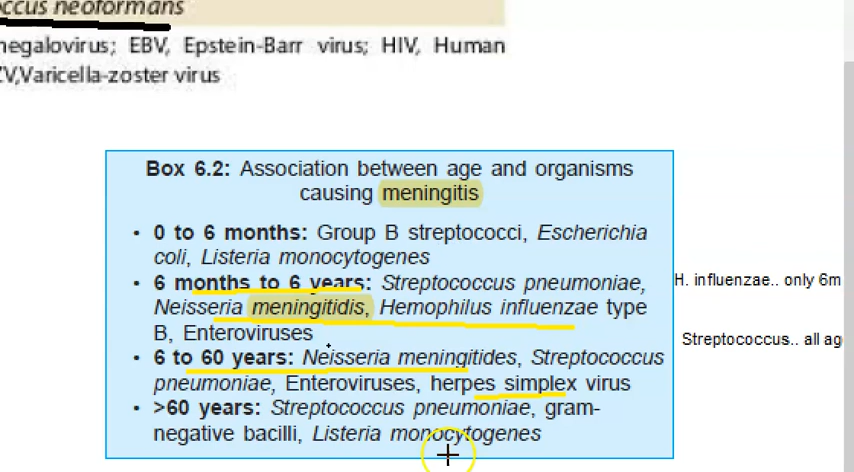 ccus neoformans
negalovirus; EBV, Epstein-Barr virus; HIV, Human
ZV,Varicella-zoster virus
Box 6.2: Association between age and organisms
causing meningitis
• 0 to 6 months: Group B streptococci, Escherichia
coli, Listeria monocytogenes
• 6 months to 6 years: Streptococcus pneumoniae,
Neisseria meningitidis, Hemophilus influenzae type
B, Enteroviruses
• 6 to 60 years: Neisseria meningitides, Streptococcus
pneumoniae, Enteroviruses, herpes simplex virus
• >60 years: Streptococcus pneumoniae, gram-
negative bacilli, Listeria monocytogenes
H. influenzae.. only 6m
Streptococcus.. all ag